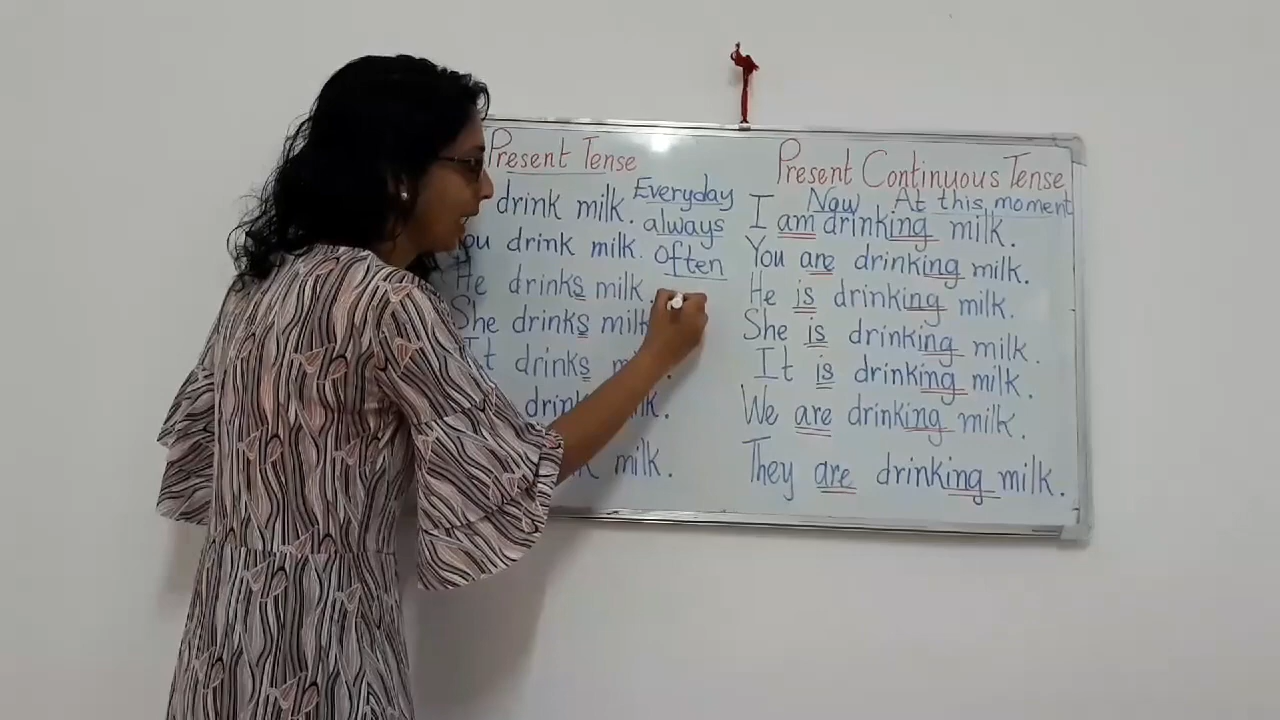 Present Tense
drink milk. Everyday
always
You drink milk. often
He drinks milk.
She drinks milk
It drinks
drink
milk.
Present Continuous Tense
Now At this moment
I am drinking milk.
You are drinking milk.
He is drinking milk.
She is drinking milk.
It is drinking milk.
We are drinking milk.
They are drinking milk.